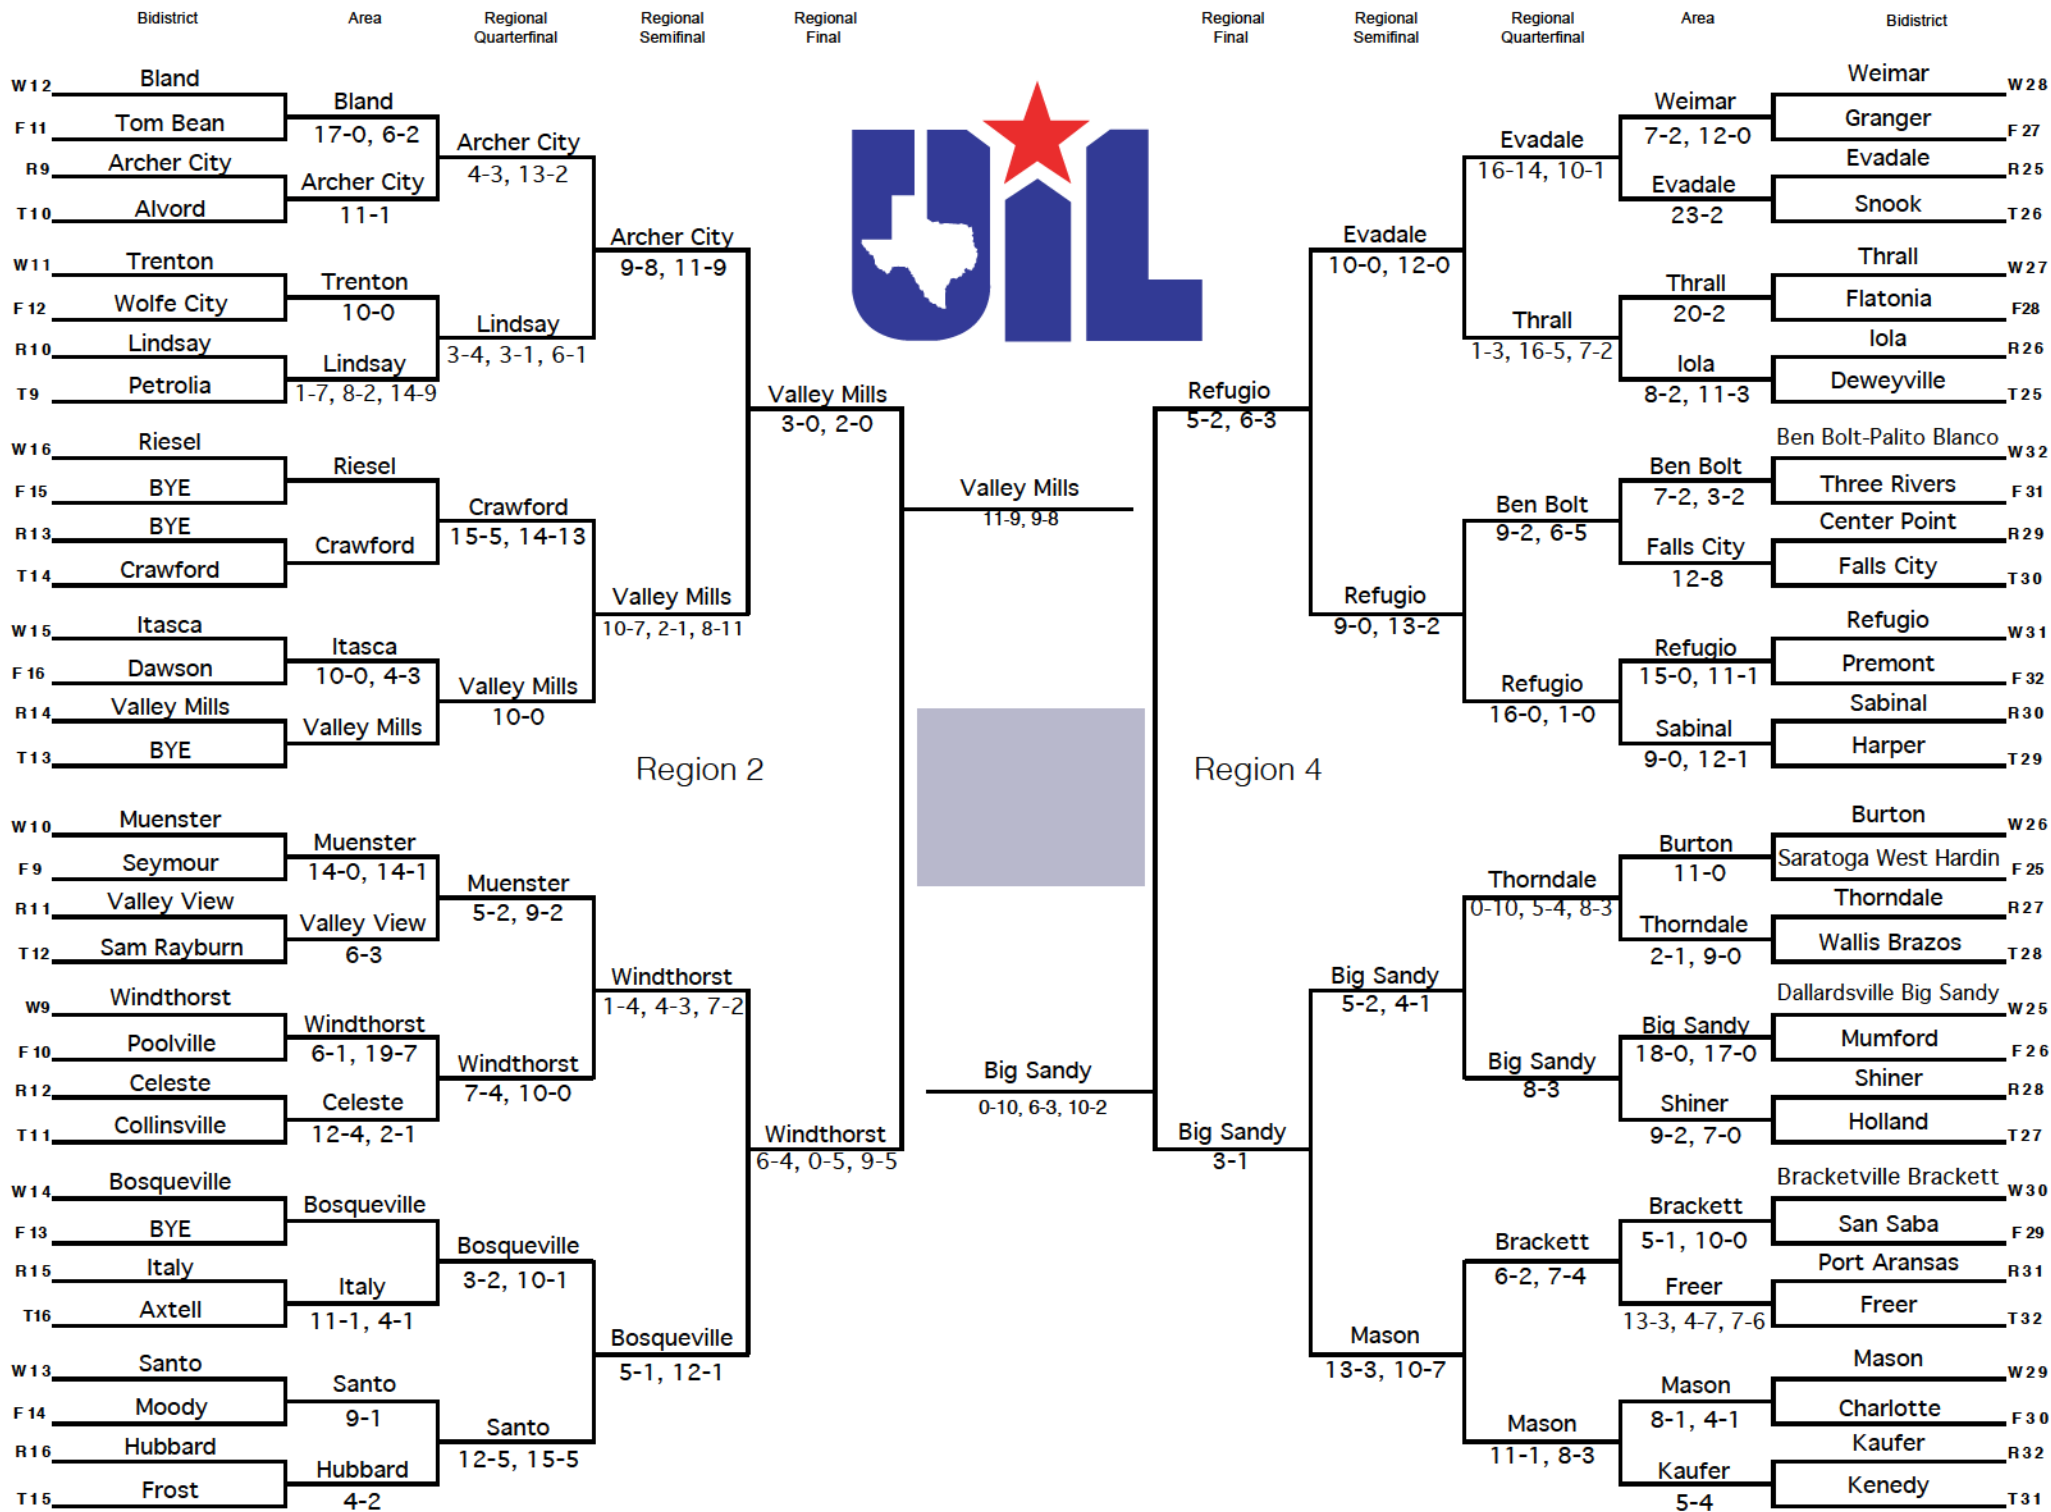 Bidistrict
Area
Regional
Quarterfinal
Regional
Semifinal
Regional
Final
Regional
Final
Regional
Semifinal
Regional
Quarterfinal
Area
Bidistrict
W12
Bland
F11
Tom Bean
R9
Archer City
T10
Alvord
W11
Trenton
F12
Wolfe City
R10
Lindsay
T9
Petrolia
W16
Riesel
F15
BYE
R13
BYE
T14
Crawford
W15
Itasca
F16
Dawson
R14
Valley Mills
T13
BYE
W10
Muenster
F9
Seymour
R11
Valley View
T12
Sam Rayburn
W9
Windthorst
F10
Poolville
R12
Celeste
T11
Collinsville
W14
Bosqueville
F13
BYE
R15
Italy
T16
Axtell
W13
Santo
F14
Moody
R16
Hubbard
T15
Frost
Bland
17-0, 6-2
Archer City
11-1
Trenton
10-0
Lindsay
1-7, 8-2, 14-9
Riesel
Crawford
Itasca
10-0, 4-3
Valley Mills
Muenster
14-0, 14-1
Valley View
6-3
Windthorst
6-1, 19-7
Celeste
12-4, 2-1
Bosqueville
Italy
11-1, 4-1
Santo
9-1
Hubbard
4-2
Archer City
4-3, 13-2
Lindsay
3-4, 3-1, 6-1
Crawford
15-5, 14-13
Valley Mills
10-0
Muenster
5-2, 9-2
Windthorst
7-4, 10-0
Bosqueville
3-2, 10-1
Santo
12-5, 15-5
Archer City
9-8, 11-9
Valley Mills
10-7, 2-1, 8-11
Windthorst
1-4, 4-3, 7-2
Bosqueville
5-1, 12-1
Valley Mills
3-0, 2-0
Windthorst
6-4, 0-5, 9-5
Region 2
UIL
Valley Mills
11-9, 9-8
Big Sandy
0-10, 6-3, 10-2
Region 4
Refugio
5-2, 6-3
Big Sandy
3-1
Evadale
10-0, 12-0
Refugio
9-0, 13-2
Big Sandy
5-2, 4-1
Mason
13-3, 10-7
Evadale
16-14, 10-1
Thrall
1-3, 16-5, 7-2
Ben Bolt
9-2, 6-5
Refugio
16-0, 1-0
Thorndale
0-10, 5-4, 8-3
Big Sandy
8-3
Brackett
6-2, 7-4
Mason
11-1, 8-3
Weimar
7-2, 12-0
Evadale
23-2
Thrall
20-2
Iola
8-2, 11-3
Ben Bolt
7-2, 3-2
Falls City
12-8
Refugio
15-0, 11-1
Sabinal
9-0, 12-1
Burton
11-0
Thorndale
2-1, 9-0
Big Sandy
18-0, 17-0
Shiner
9-2, 7-0
Brackett
5-1, 10-0
Freer
13-3, 4-7, 7-6
Mason
8-1, 4-1
Kaufer
5-4
Weimar
W28
Granger
F27
Evadale
R25
Snook
T26
Thrall
W27
Flatonia
F28
Iola
R26
Deweyville
T25
Ben Bolt-Palito Blanco
W32
Three Rivers
F31
Center Point
R29
Falls City
T30
Refugio
W31
Premont
F32
Sabinal
R30
Harper
T29
Burton
W26
Saratoga West Hardin
F25
Thorndale
R27
Wallis Brazos
T28
Dallardsville Big Sandy
W25
Mumford
F26
Shiner
R28
Holland
T27
Bracketville Brackett
W30
San Saba
F29
Port Aransas
R31
Freer
T32
Mason
W29
Charlotte
F30
Kaufer
R32
Kenedy
T31